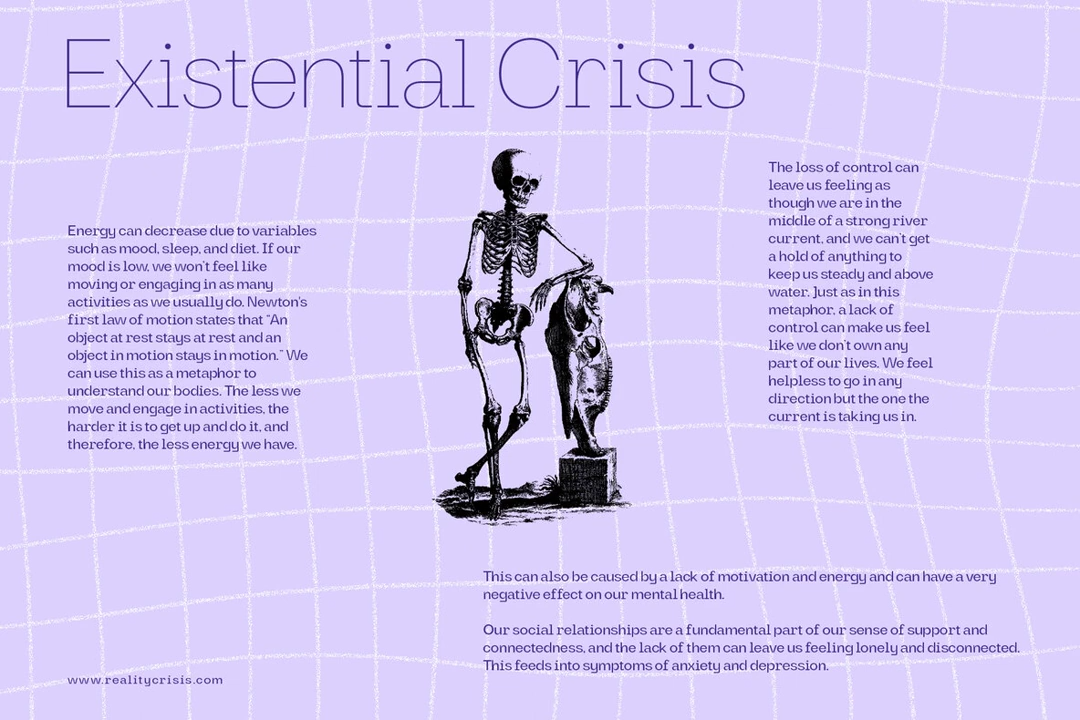 Existential Crisis
Energy can decrease due to variables
such as mood, sleep, and diet. If our
mood is low, we won't feel like
moving or engaging in as many
activities as we usually do. Newton's
first law of motion states that "An
object at rest stays at rest and an
object in motion stays in motion." We
can use this as a metaphor to
understand our bodies. The less we
move and engage in activities, the
harder it is to get up and do it, and
therefore, the less energy we have.
The loss of control can
leave us feeling as
though we are in the
middle of a strong river
current, and we can't get
a hold of anything to
keep us steady and above
water. Just as in this
metaphor, a lack of
control can make us feel
like we don't own any
part of our lives. We feel
helpless to go in any
direction but the one the
current is taking us in.
This can also be caused by a lack of motivation and energy and can have a very
negative effect on our mental health.
Our social relationships are a fundamental part of our sense of support and
connectedness, and the lack of them can leave us feeling lonely and disconnected.
This feeds into symptoms of anxiety and depression.
www.realitycrisis.com